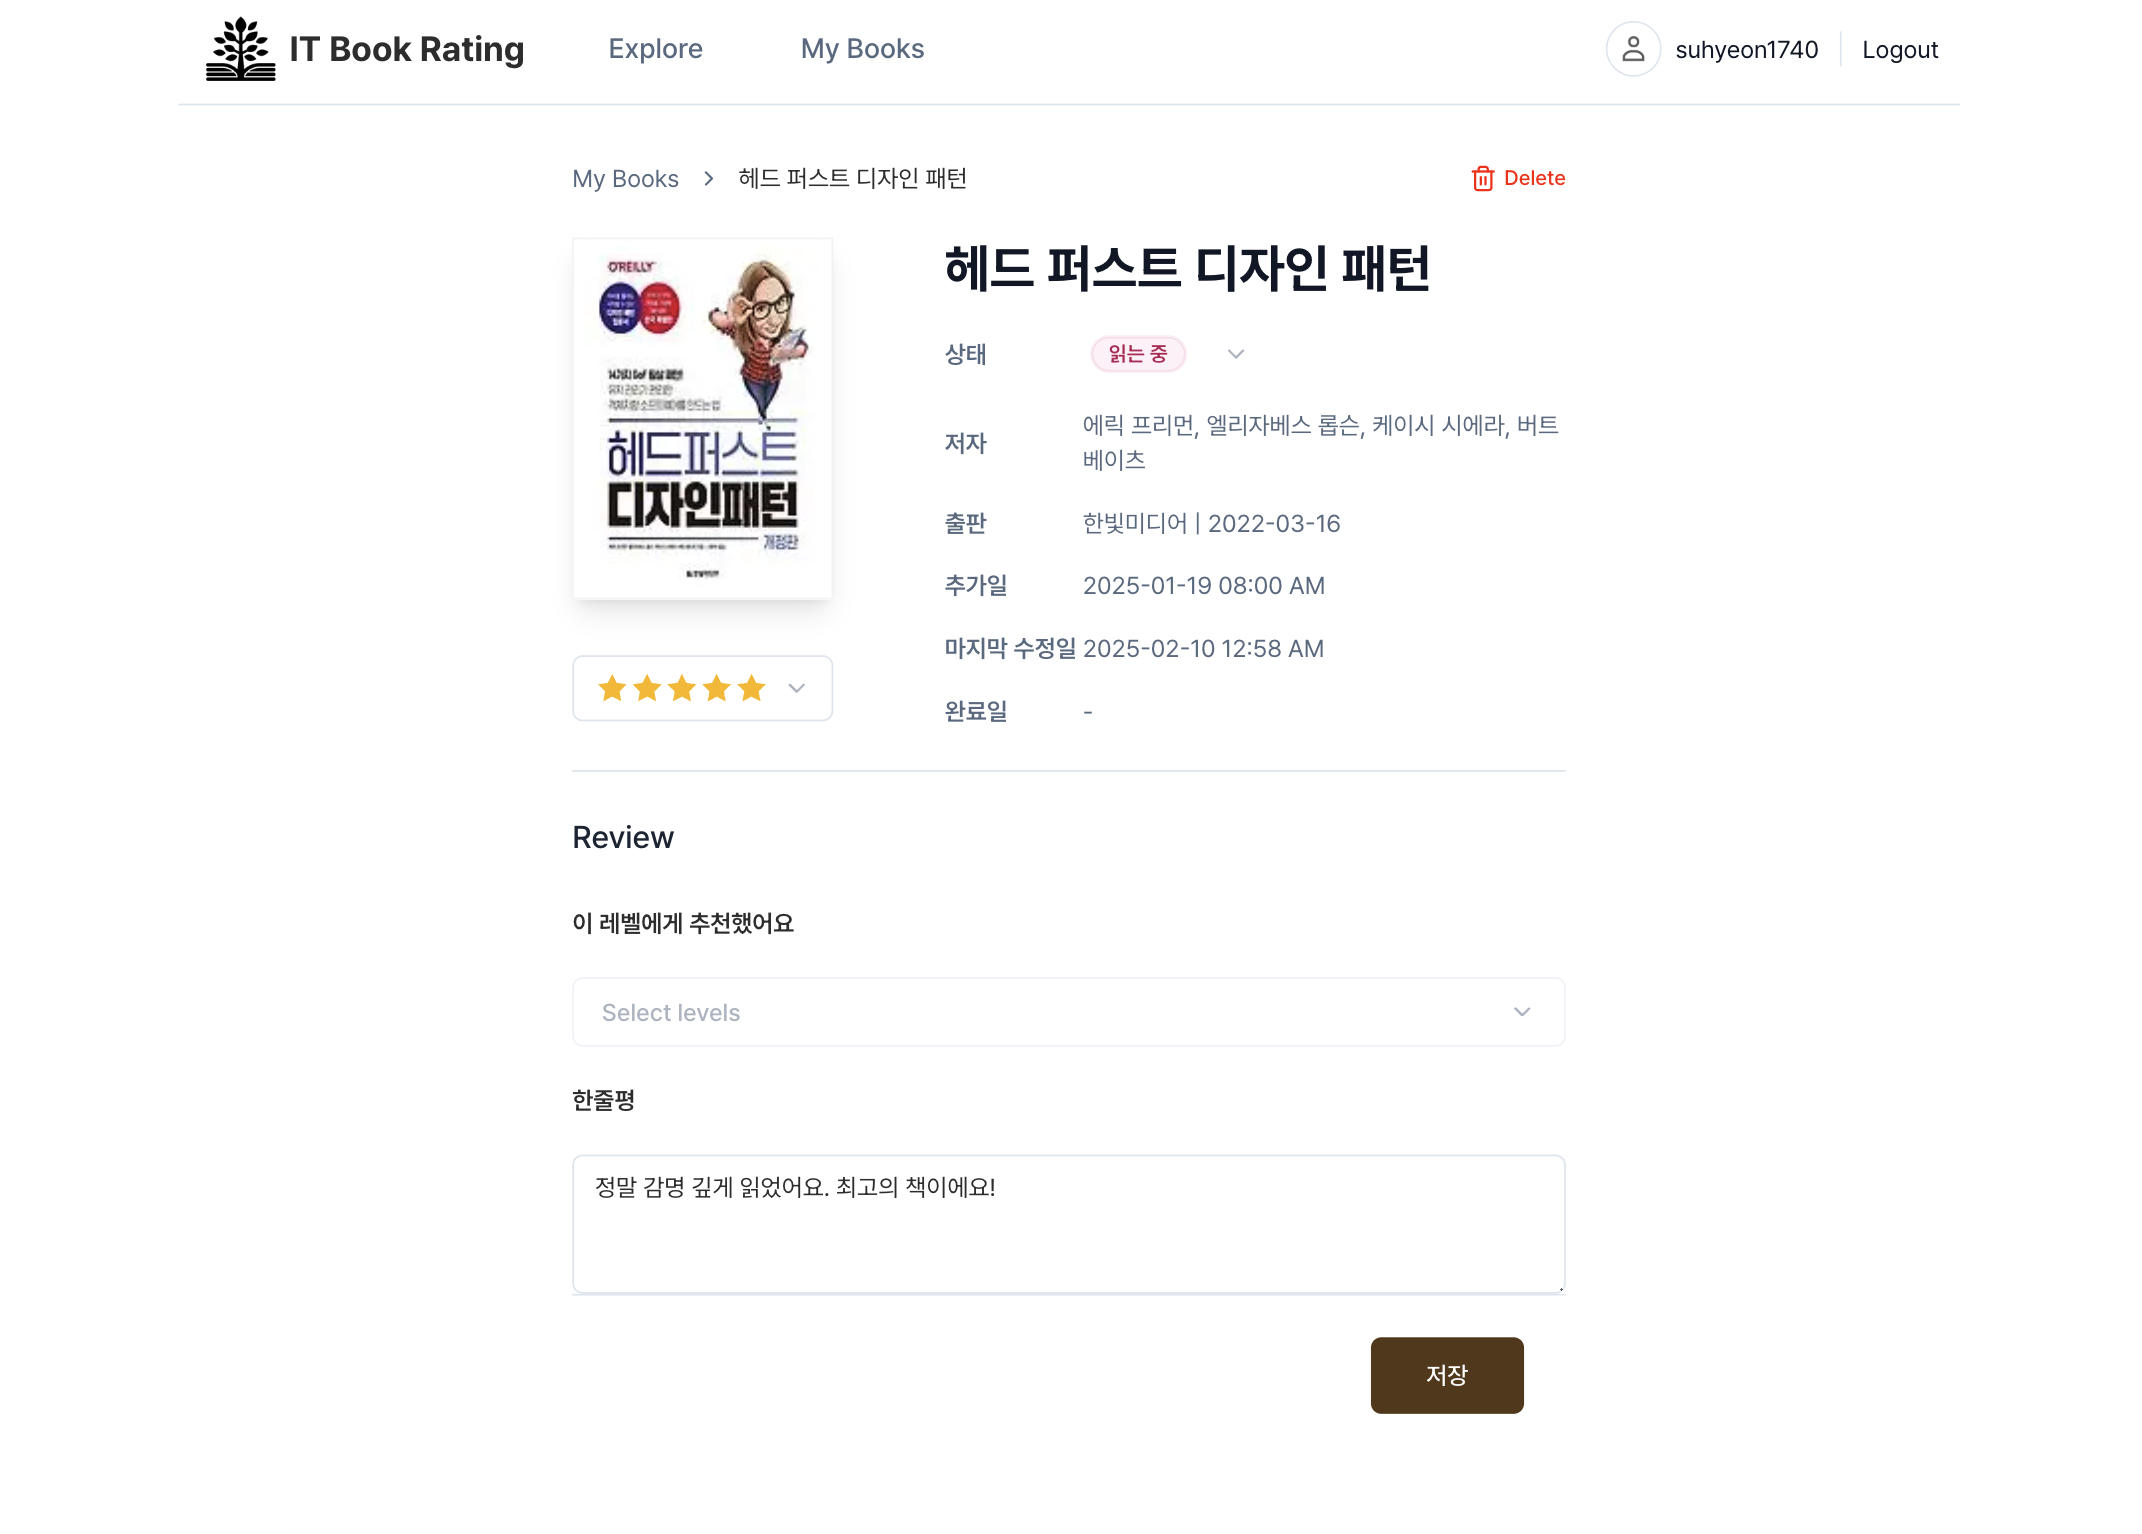 IT Book Rating
Explore
My Books
suhyeon1740
Logout
My Books
헤드 퍼스트 디자인 패턴
Delete
O'REILLY
헤드퍼스트
디자인패턴
개정판
헤드 퍼스트 디자인 패턴
상태
읽는 중
저자
에릭 프리먼, 엘리자베스 롭슨, 케이시 시에라, 버트
베이츠
출판
한빛미디어 | 2022-03-16
추가일
2025-01-19 08:00 AM
마지막 수정일
2025-02-10 12:58 AM
완료일
-
Review
이 레벨에게 추천했어요
Select levels
한줄평
정말 감명 깊게 읽었어요. 최고의 책이에요!
저장